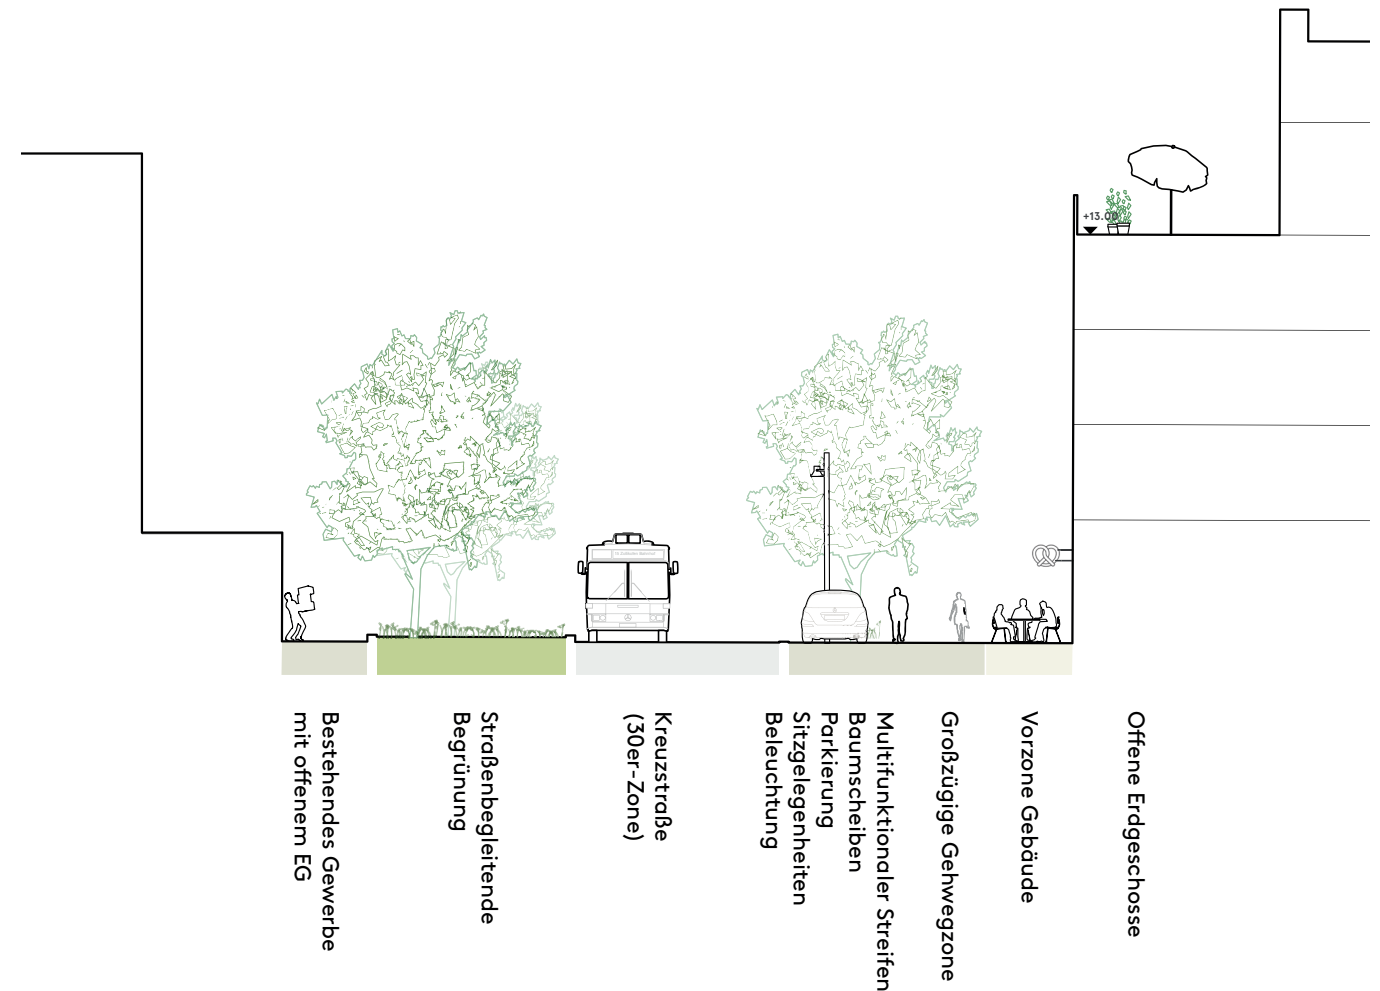 +13.00
Bestehendes Gewerbe
mit offenem EG
Straßenbegleitende
Begrünung
Kreuzstraße
(30er-Zone)
Multifunktionaler Streifen
Baumscheiben
Parkierung
Sitzgelegenheiten
Beleuchtung
Großzügige Gehwegzone
Vorzone Gebäude
Offene Erdgeschosse